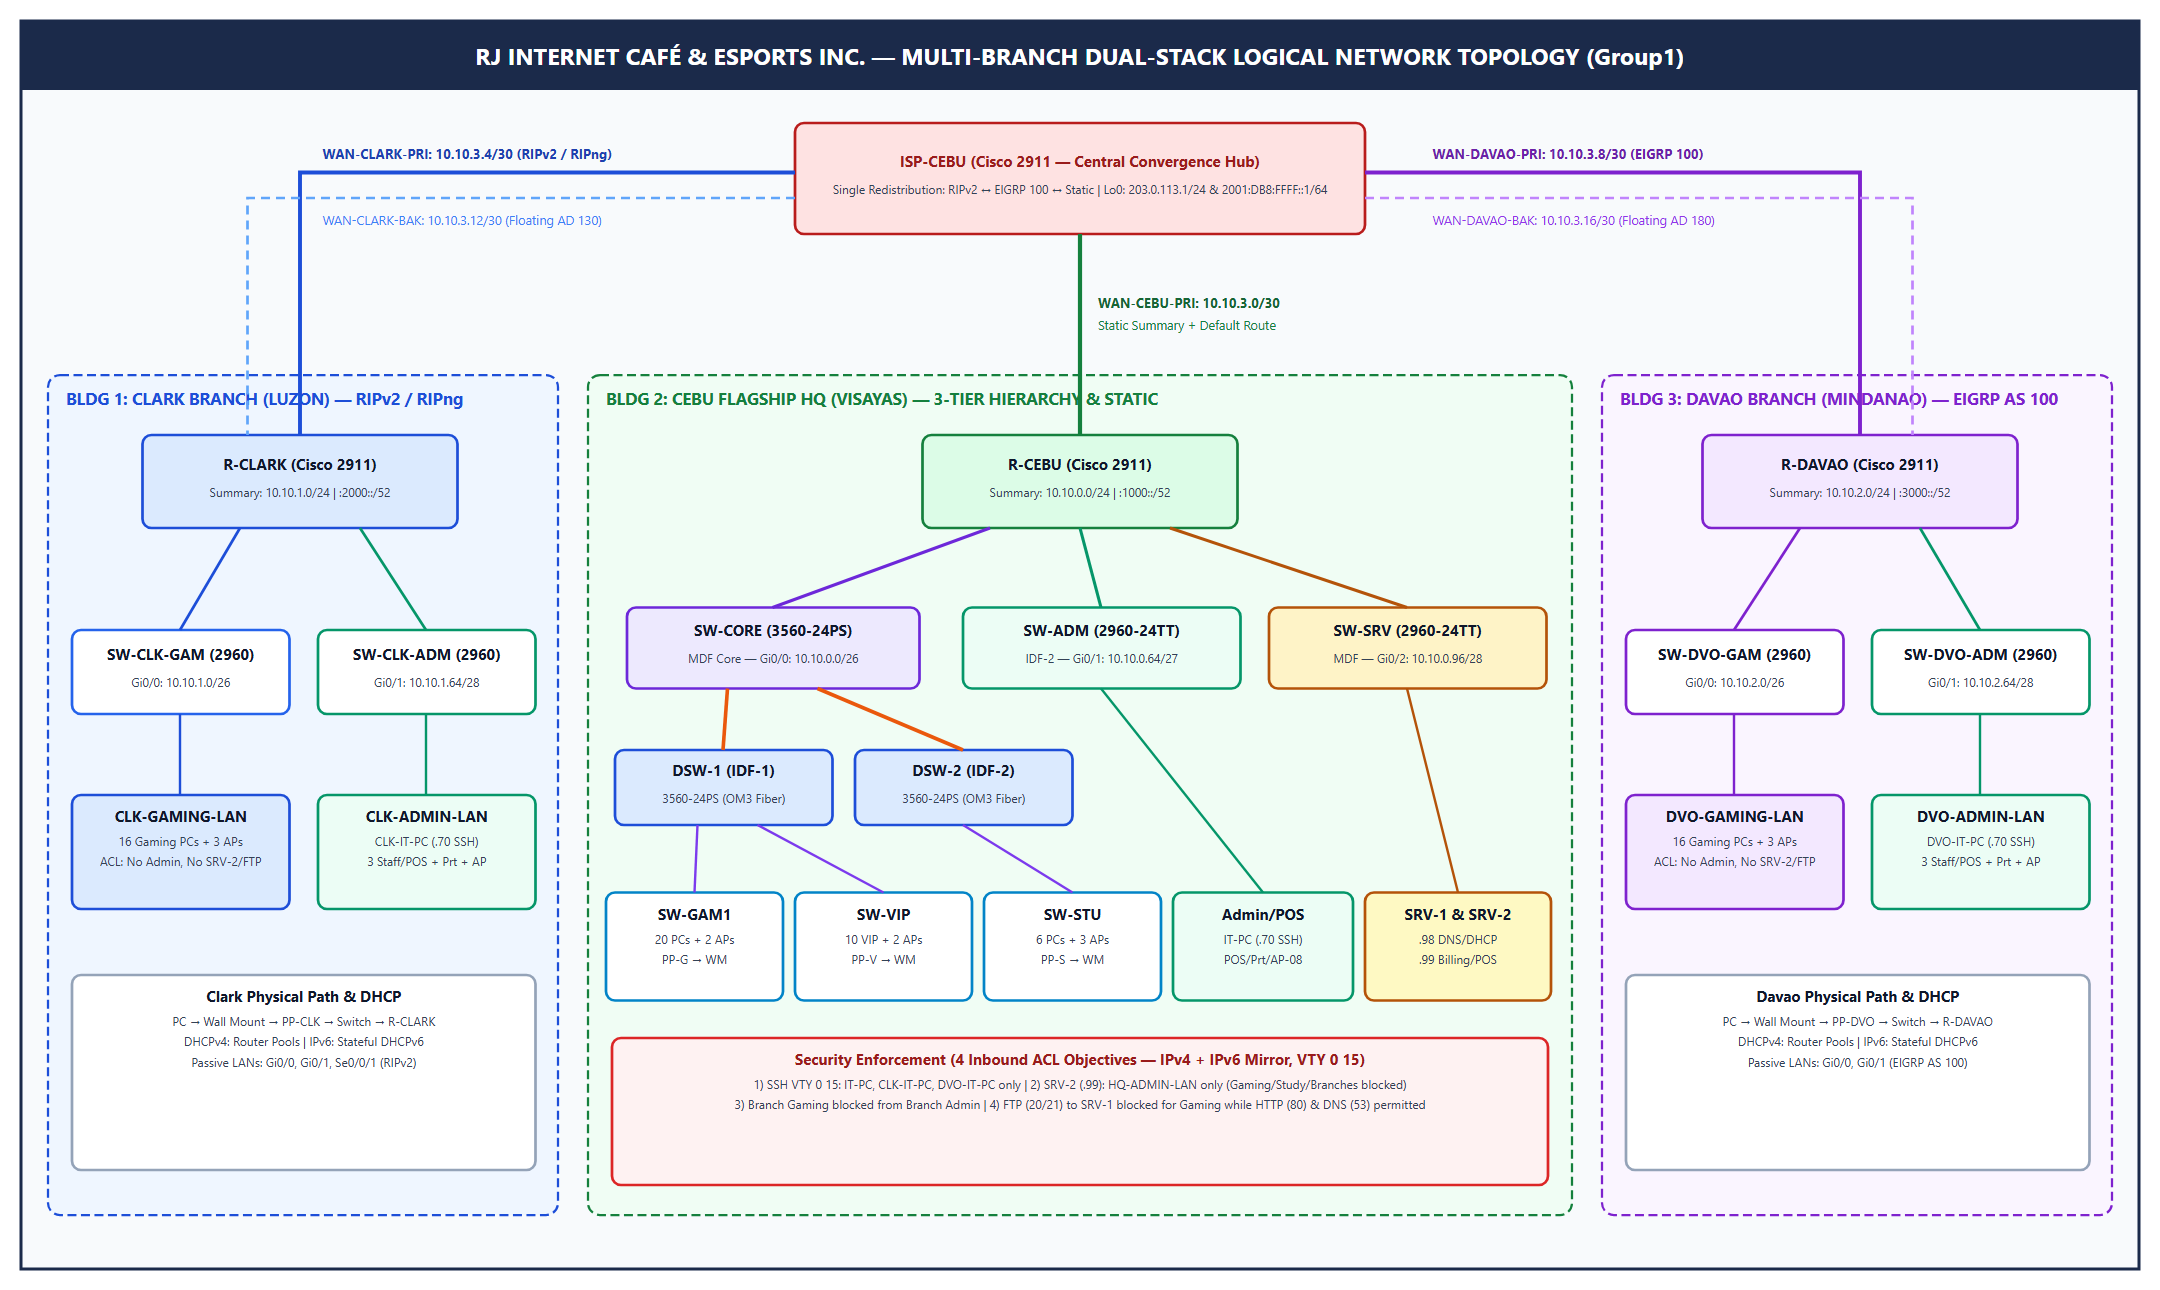 RJ INTERNET CAFÉ & ESPORTS INC. — MULTI-BRANCH DUAL-STACK LOGICAL NETWORK TOPOLOGY (Group1)
WAN-CLARK-PRI: 10.10.3.4/30 (RIPv2 / RIPng)
WAN-CLARK-BAK: 10.10.3.12/30 (Floating AD 130)
ISP-CEBU (Cisco 2911 — Central Convergence Hub)
Single Redistribution: RIPv2 ↔ EIGRP 100 ↔ Static | Lo0: 203.0.113.1/24 & 2001:DB8:FFFF::1/64
WAN-DAVAO-PRI: 10.10.3.8/30 (EIGRP 100)
WAN-DAVAO-BAK: 10.10.3.16/30 (Floating AD 180)
WAN-CEBU-PRI: 10.10.3.0/30
Static Summary + Default Route
BLDG 1: CLARK BRANCH (LUZON) — RIPv2 / RIPng
R-CLARK (Cisco 2911)
Summary: 10.10.1.0/24 | :2000::/52
SW-CLK-GAM (2960)
Gi0/0: 10.10.1.0/26
SW-CLK-ADM (2960)
Gi0/1: 10.10.1.64/28
CLK-GAMING-LAN
16 Gaming PCs + 3 APs
ACL: No Admin, No SRV-2/FTP
CLK-ADMIN-LAN
CLK-IT-PC (.70 SSH)
3 Staff/POS + Prt + AP
Clark Physical Path & DHCP
PC → Wall Mount → PP-CLK → Switch → R-CLARK
DHCPv4: Router Pools | IPv6: Stateful DHCPv6
Passive LANs: Gi0/0, Gi0/1, Se0/0/1 (RIPv2)
BLDG 2: CEBU FLAGSHIP HQ (VISAYAS) — 3-TIER HIERARCHY & STATIC
R-CEBU (Cisco 2911)
Summary: 10.10.0.0/24 | :1000::/52
SW-CORE (3560-24PS)
MDF Core — Gi0/0: 10.10.0.0/26
SW-ADM (2960-24TT)
IDF-2 — Gi0/1: 10.10.0.64/27
SW-SRV (2960-24TT)
MDF — Gi0/2: 10.10.0.96/28
DSW-1 (IDF-1)
3560-24PS (OM3 Fiber)
DSW-2 (IDF-2)
3560-24PS (OM3 Fiber)
SW-GAM1
20 PCs + 2 APs
PP-G → WM
SW-VIP
10 VIP + 2 APs
PP-V → WM
SW-STU
6 PCs + 3 APs
PP-S → WM
Admin/POS
IT-PC (.70 SSH)
POS/Prt/AP-08
SRV-1 & SRV-2
.98 DNS/DHCP
.99 Billing/POS
Security Enforcement (4 Inbound ACL Objectives — IPv4 + IPv6 Mirror, VTY 0 15)
1) SSH VTY 0 15: IT-PC, CLK-IT-PC, DVO-IT-PC only | 2) SRV-2 (.99): HQ-ADMIN-LAN only (Gaming/Study/Branches blocked)
3) Branch Gaming blocked from Branch Admin | 4) FTP (20/21) to SRV-1 blocked for Gaming while HTTP (80) & DNS (53) permitted
BLDG 3: DAVAO BRANCH (MINDANAO) — EIGRP AS 100
R-DAVAO (Cisco 2911)
Summary: 10.10.2.0/24 | :3000::/52
SW-DVO-GAM (2960)
Gi0/0: 10.10.2.0/26
SW-DVO-ADM (2960)
Gi0/1: 10.10.2.64/28
DVO-GAMING-LAN
16 Gaming PCs + 3 APs
ACL: No Admin, No SRV-2/FTP
DVO-ADMIN-LAN
DVO-IT-PC (.70 SSH)
3 Staff/POS + Prt + AP
Davao Physical Path & DHCP
PC → Wall Mount → PP-DVO → Switch → R-DAVAO
DHCPv4: Router Pools | IPv6: Stateful DHCPv6
Passive LANs: Gi0/0, Gi0/1 (EIGRP AS 100)